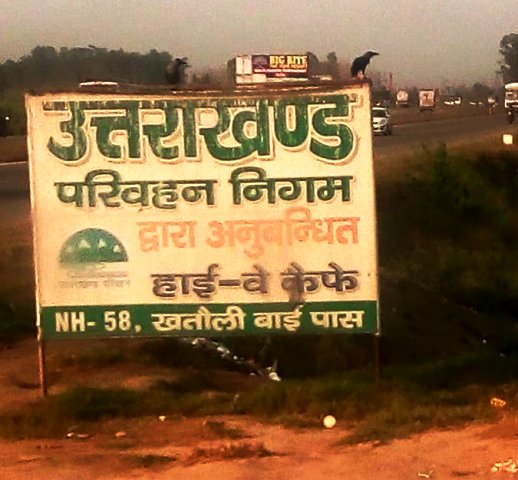 BIG BITE
उत्तराखण्ड
परिवहन निगम
द्वारा अनुबन्धित
हाई-वे केफे
NH- 58, खतौली बाई पास